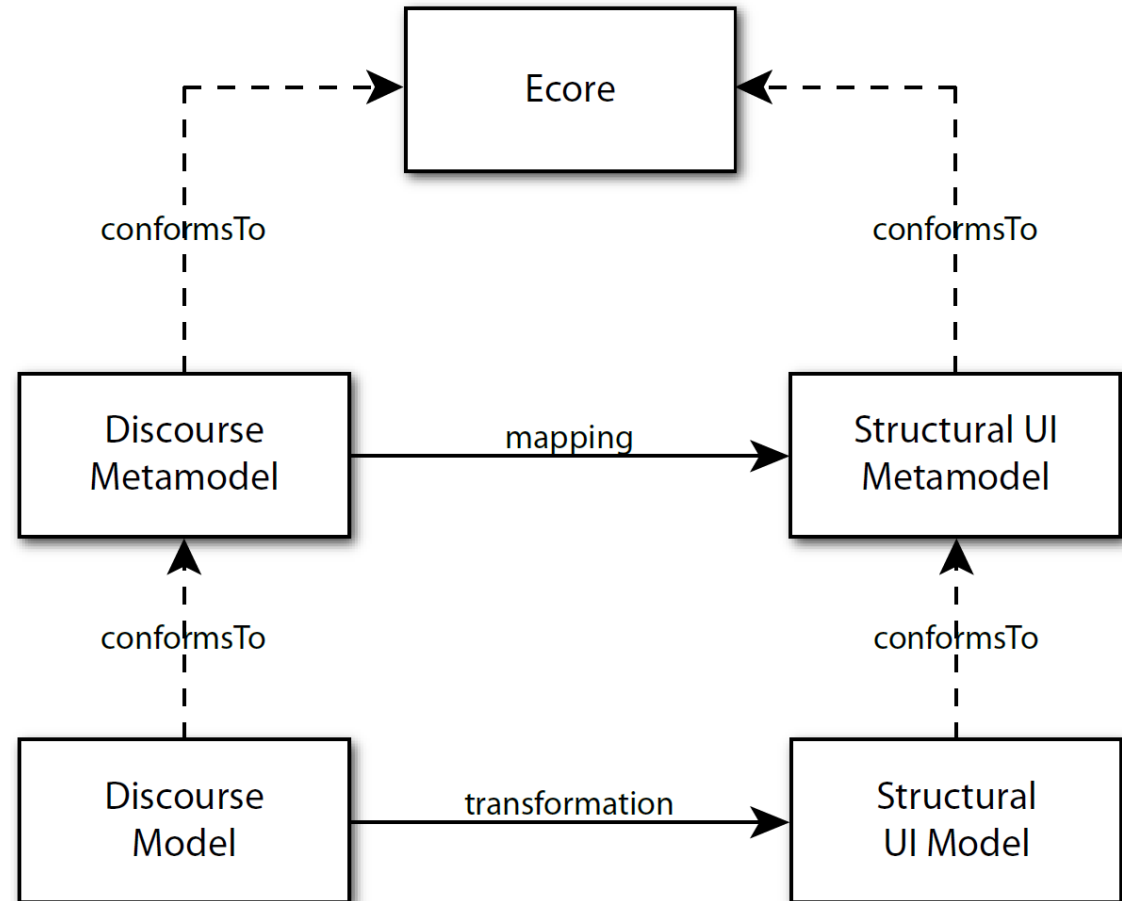 Ecore
conformsTo
conformsTo
Discourse
Metamodel
mapping
Structural UI
Metamodel
conformsTo
conformsTo
Discourse
Model
transformation
Structural
UI Model